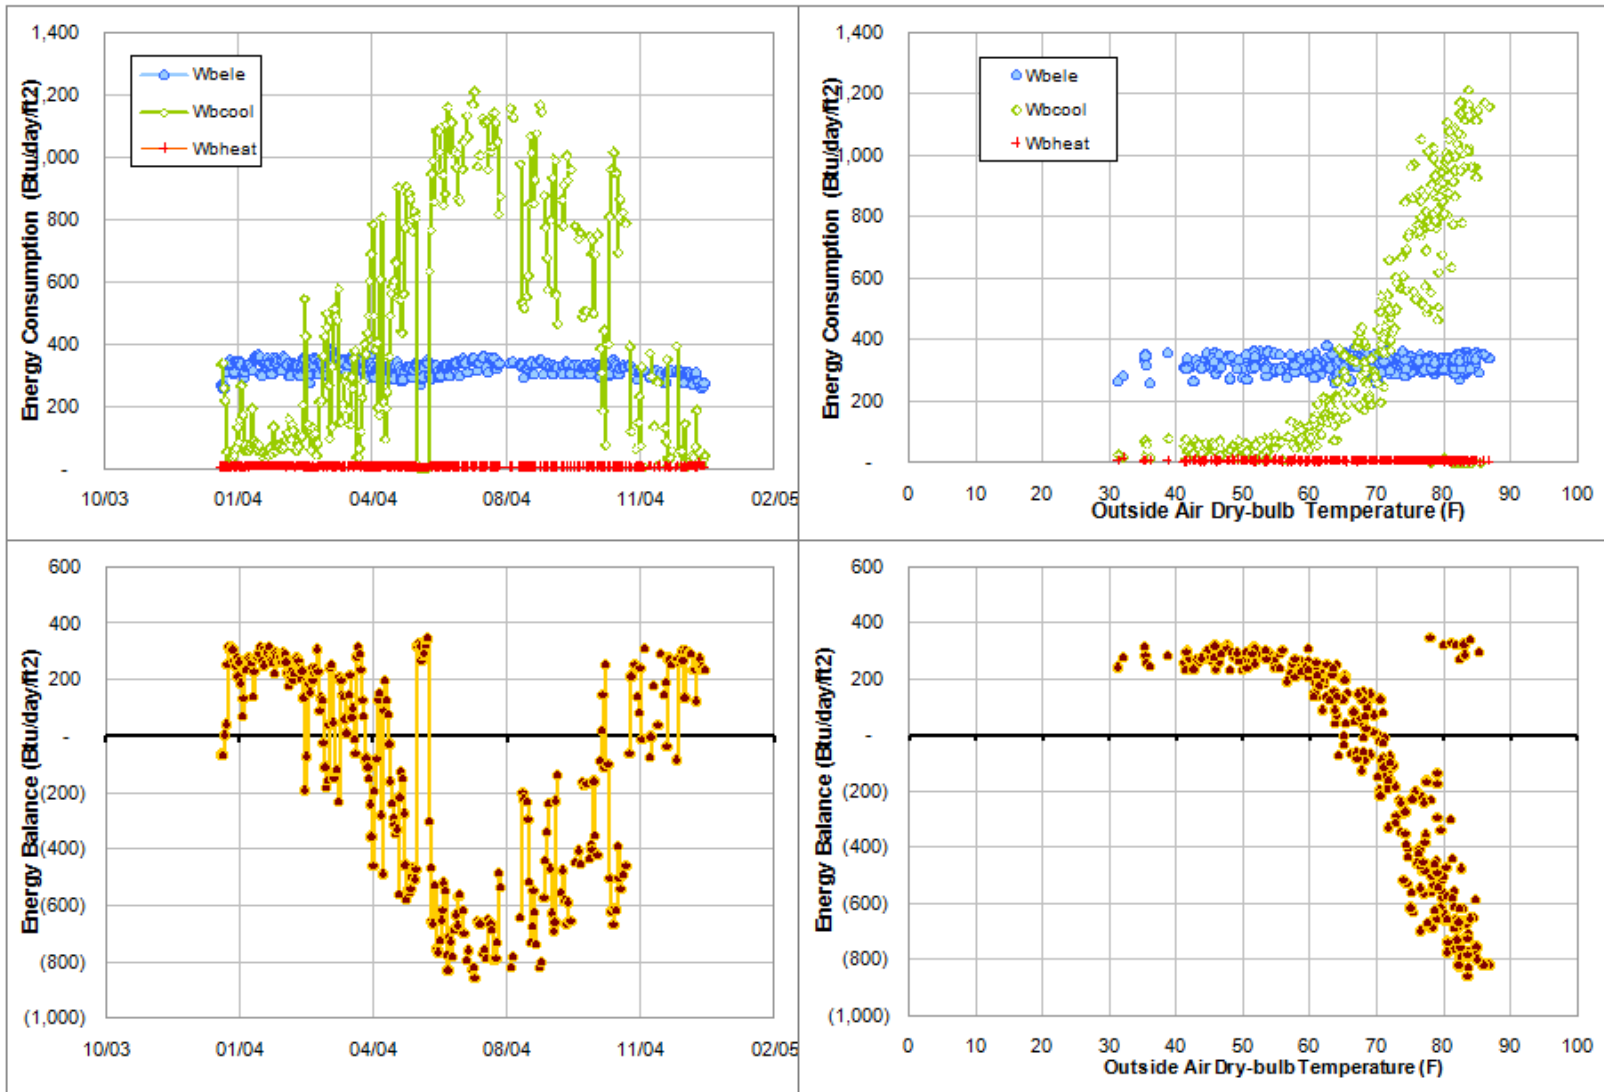 1,400
1,200
1,000
800
600
400
200
-
Energy Consumption (Btu/day/ft2)
Wbele
Wbcool
Wbheat
10/03 01/04 04/04 08/04 11/04 02/05
1,400
1,200
1,000
800
600
400
200
-
Energy Consumption (Btu/day/ft2)
Wbele
Wbcool
Wbheat
0 10 20 30 40 50 60 70 80 90 100
Outside Air Dry-bulb Temperature (F)
600
400
200
-
(200)
(400)
(600)
(800)
(1,000)
Energy Balance (Btu/day/ft2)
10/03 01/04 04/04 08/04 11/04 02/05
600
400
200
-
(200)
(400)
(600)
(800)
(1,000)
Energy Balance (Btu/day/ft2)
0 10 20 30 40 50 60 70 80 90 100
Outside Air Dry-bulb Temperature (F)